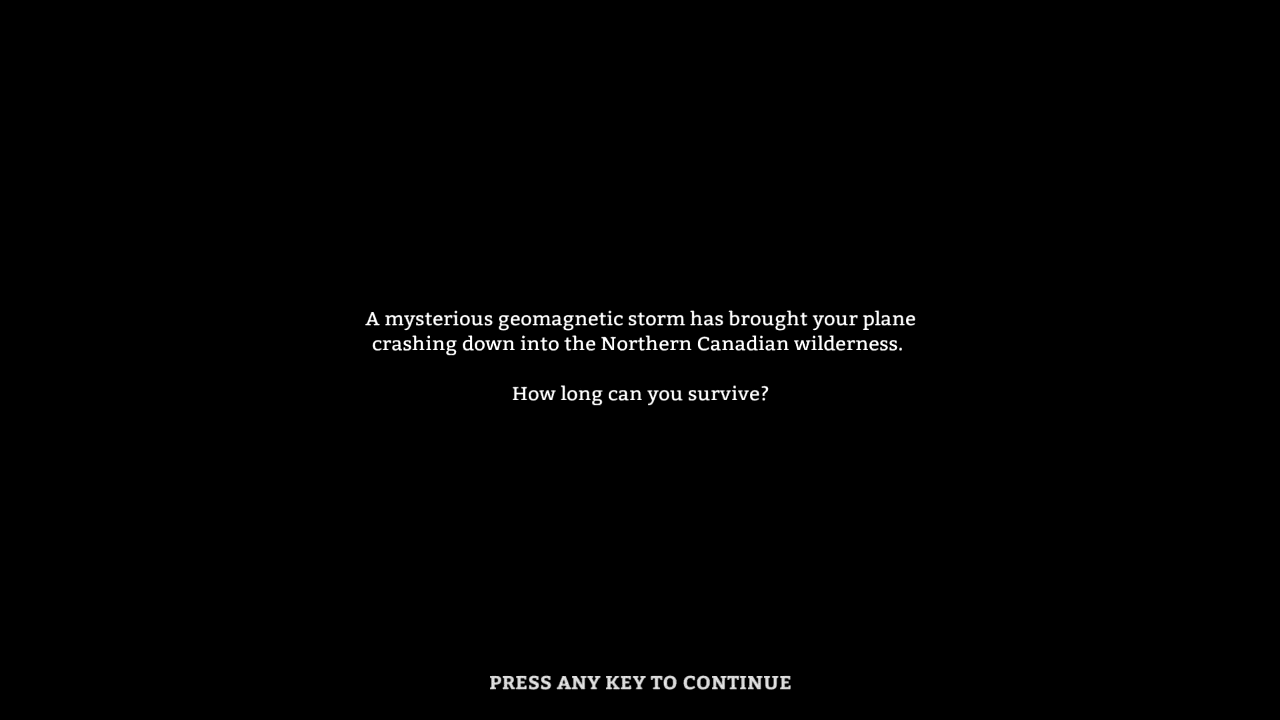 A mysterious geomagnetic storm has brought your plane
crashing down into the Northern Canadian wilderness.
How long can you survive?
PRESS ANY KEY TO CONTINUE